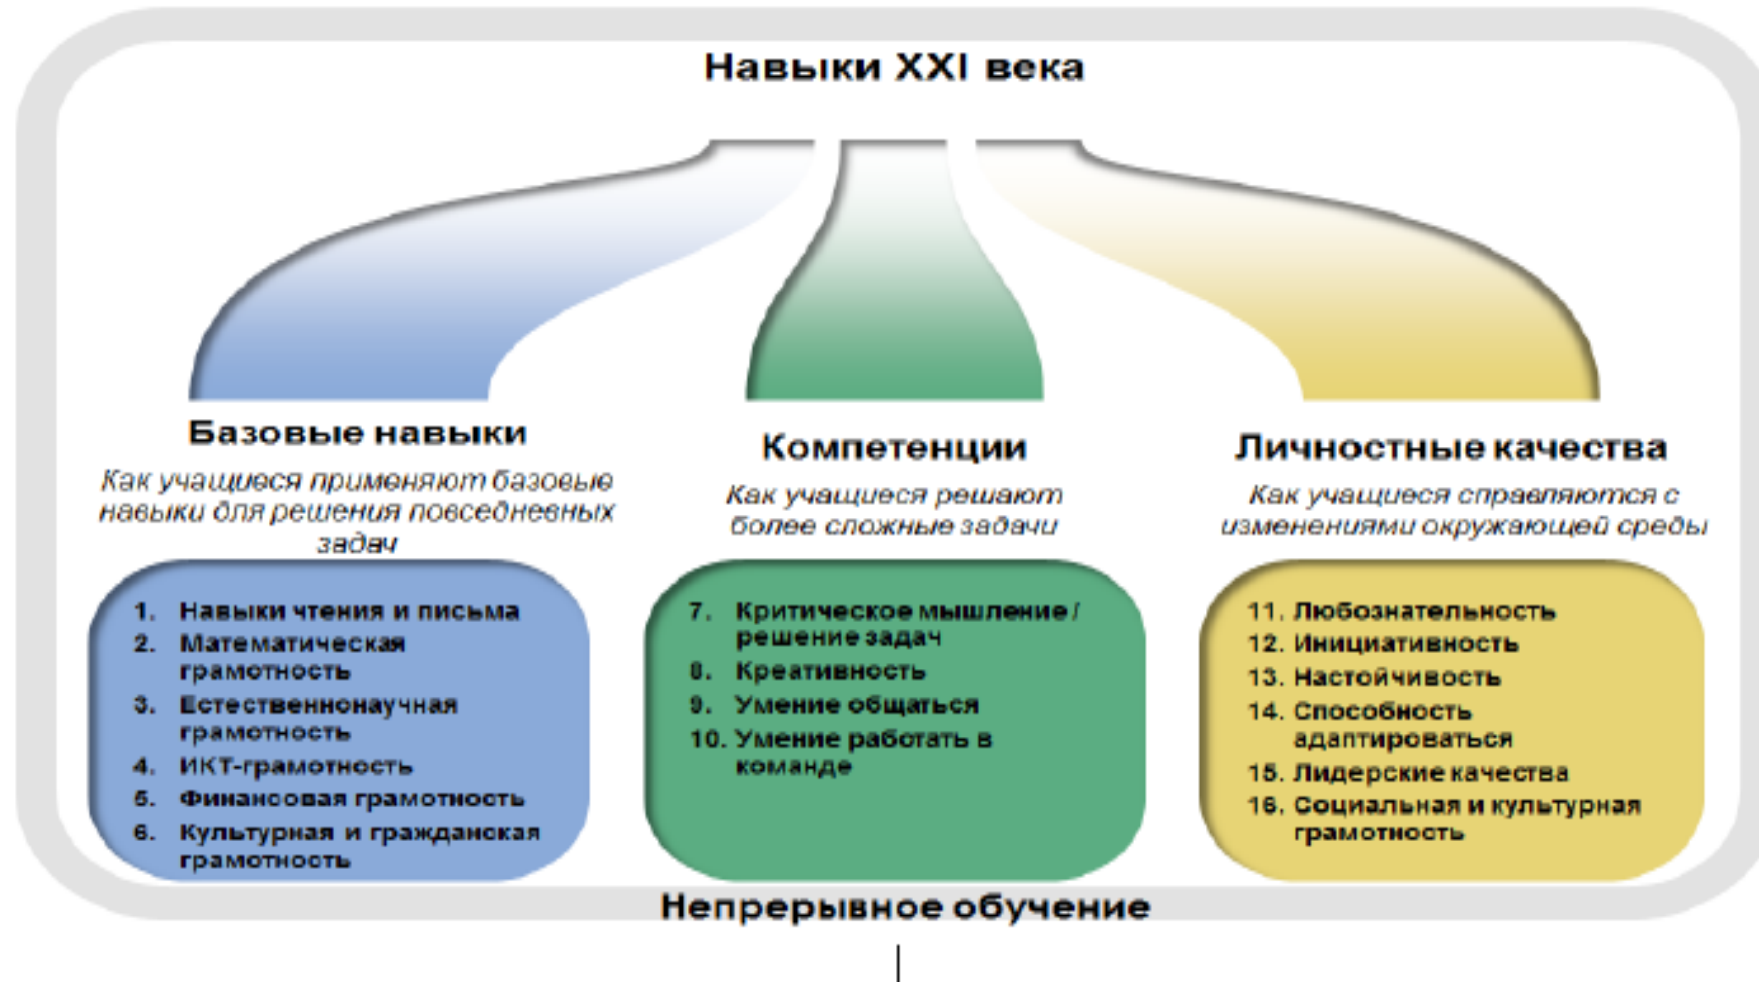 Навыки XXI века
Базовые навыки
Как учащиеся применяют базовые
навыки для решения повседневных
задач
1. Навыки чтения и письма
2. Математическая
грамотность
3. Естественнонаучная
грамотность
4. ИКТ-грамотность
5. Финансовая грамотность
6. Культурная и гражданская
грамотность
Компетенции
Как учащиеся решают
более сложные задачи
7. Критическое мышление /
решение задач
8. Креативность
9. Умение общаться
10. Умение работать в
команде
Личностные качества
Как учащиеся справляются с
изменениями окружающей среды
11. Любознательность
12. Инициативность
13. Настойчивость
14. Способность
адаптироваться
15. Лидерские качества
16. Социальная и культурная
грамотность
Непрерывное обучение